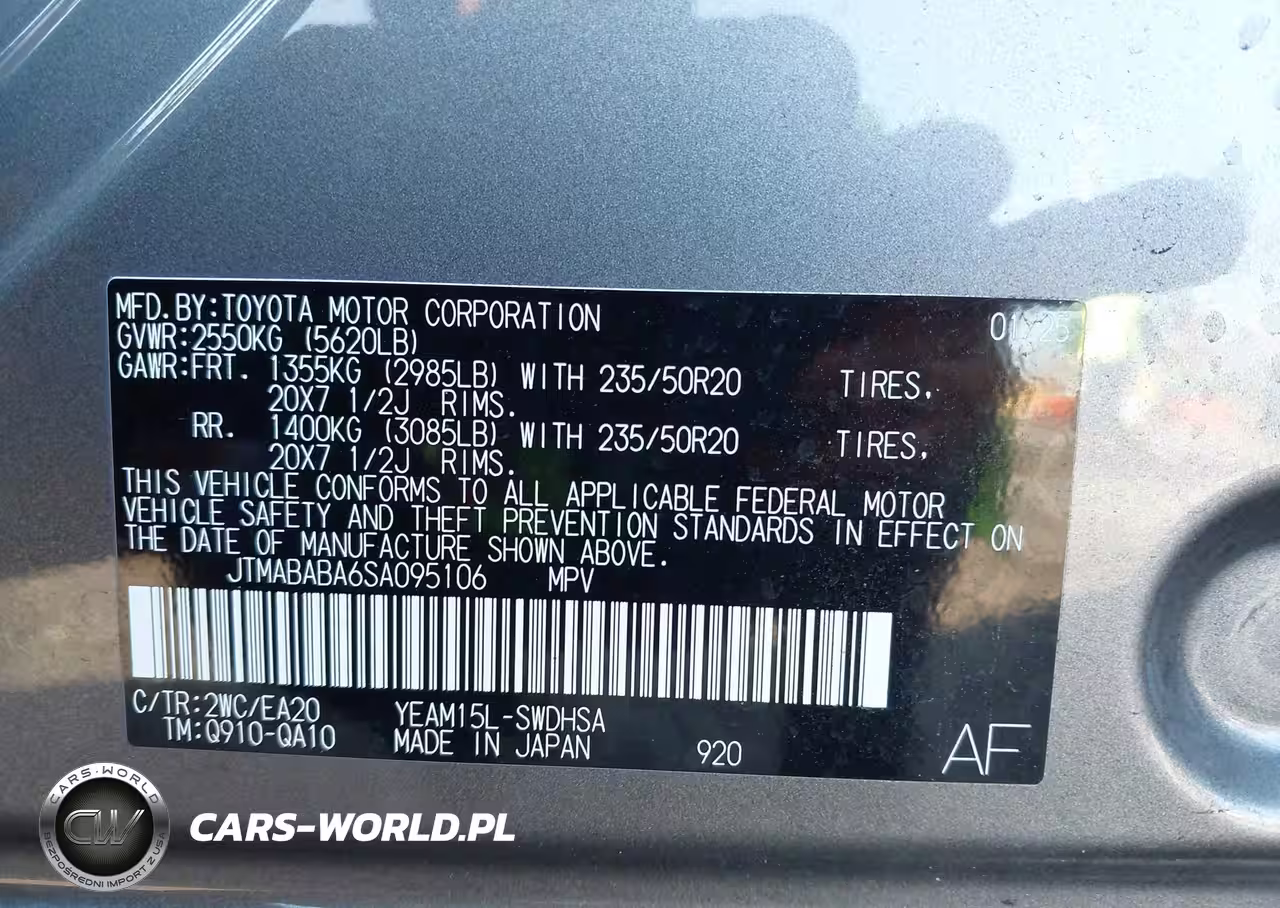 MFD.BY:TOYOTA MOTOR CORPORATION 01/25
GVWR:2550KG (5620LB)
GAWR:FRT. 1355KG (2985LB) WITH 235/50R20 TIRES,
20X7 1/2J RIMS.
RR. 1400KG (3085LB) WITH 235/50R20 TIRES,
20X7 1/2J RIMS.
THIS VEHICLE CONFORMS TO ALL APPLICABLE FEDERAL MOTOR
VEHICLE SAFETY AND THEFT PREVENTION STANDARDS IN EFFECT ON
THE DATE OF MANUFACTURE SHOWN ABOVE.
JTMABABA6SA095106 MPV
C/TR:2WC/EA20 YEAM15L-SWDHSA
TM:Q910-QA10 MADE IN JAPAN 920
AF
CARS-WORLD
CW
BEZPOŚREDNI IMPORT Z USA
CARS-WORLD.PL